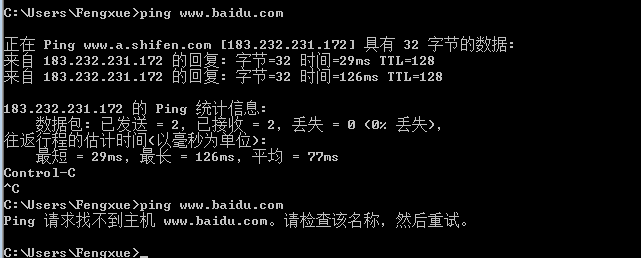 C:\Users\Fengxue>ping www.baidu.com
正在 Ping www.a.shifen.com [183.232.231.172] 具有 32 字节的数据:
来自 183.232.231.172 的回复: 字节=32 时间=29ms TTL=128
来自 183.232.231.172 的回复: 字节=32 时间=126ms TTL=128
183.232.231.172 的 Ping 统计信息:
数据包: 已发送 = 2，已接收 = 2，丢失 = 0 (0% 丢失)，
往返行程的估计时间(以毫秒为单位):
最短 = 29ms，最长 = 126ms，平均 = 77ms
Control-C
^C
C:\Users\Fengxue>ping www.baidu.com
Ping 请求找不到主机 www.baidu.com。请检查该名称，然后重试。
C:\Users\Fengxue>_